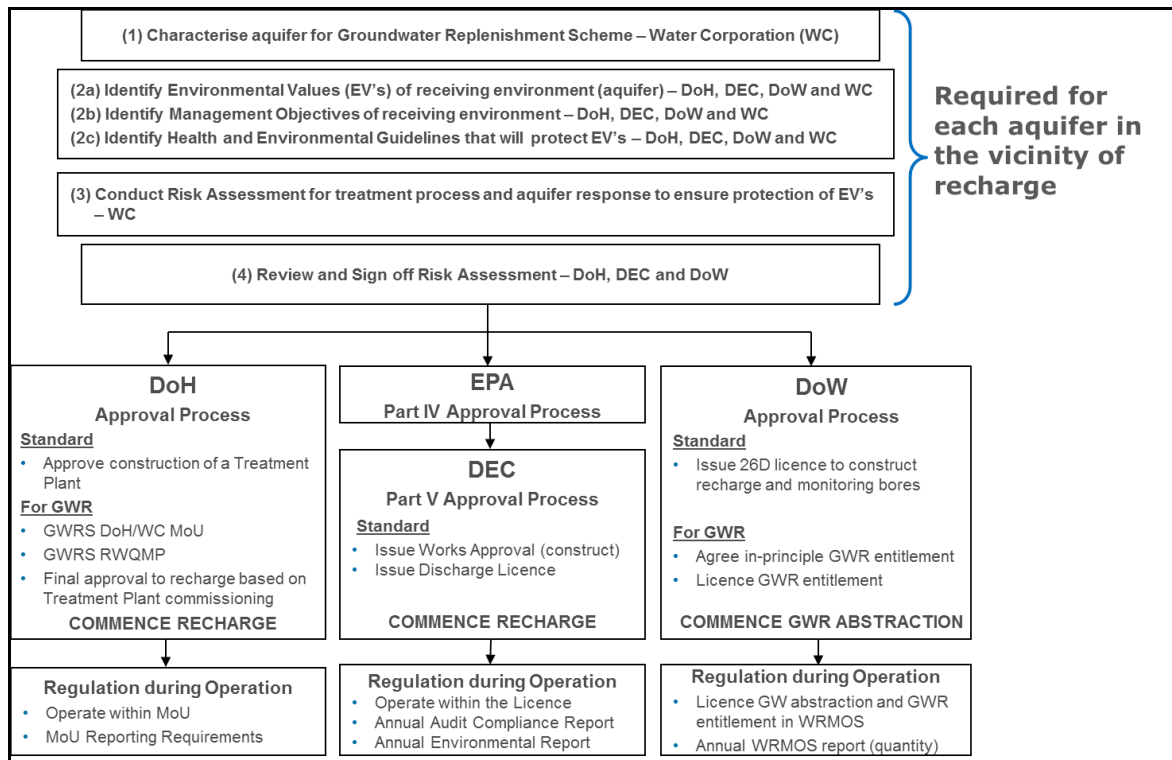 (1) Characterise aquifer for Groundwater Replenishment Scheme – Water Corporation (WC)
(2a) Identify Environmental Values (EV's) of receiving environment (aquifer) – DoH, DEC, DoW and WC
(2b) Identify Management Objectives of receiving environment – DoH, DEC, DoW and WC
(2c) Identify Health and Environmental Guidelines that will protect EV's – DoH, DEC, DoW and WC
(3) Conduct Risk Assessment for treatment process and aquifer response to ensure protection of EV's
– WC
(4) Review and Sign off Risk Assessment – DoH, DEC and DoW
Required for
each aquifer in
the vicinity of
recharge
DoH
Approval Process
Standard
• Approve construction of a Treatment
Plant
For GWR
• GWRS DoH/WC MoU
• GWRS RWQMP
• Final approval to recharge based on
Treatment Plant commissioning
COMMENCE RECHARGE
EPA
Part IV Approval Process
DEC
Part V Approval Process
Standard
• Issue Works Approval (construct)
• Issue Discharge Licence
COMMENCE RECHARGE
DoW
Approval Process
Standard
• Issue 26D licence to construct
recharge and monitoring bores
For GWR
• Agree in-principle GWR entitlement
• Licence GWR entitlement
COMMENCE GWR ABSTRACTION
Regulation during Operation
• Operate within MoU
• MoU Reporting Requirements
Regulation during Operation
• Operate within the Licence
• Annual Audit Compliance Report
• Annual Environmental Report
Regulation during Operation
• Licence GW abstraction and GWR
entitlement in WRMOS
• Annual WRMOS report (quantity)